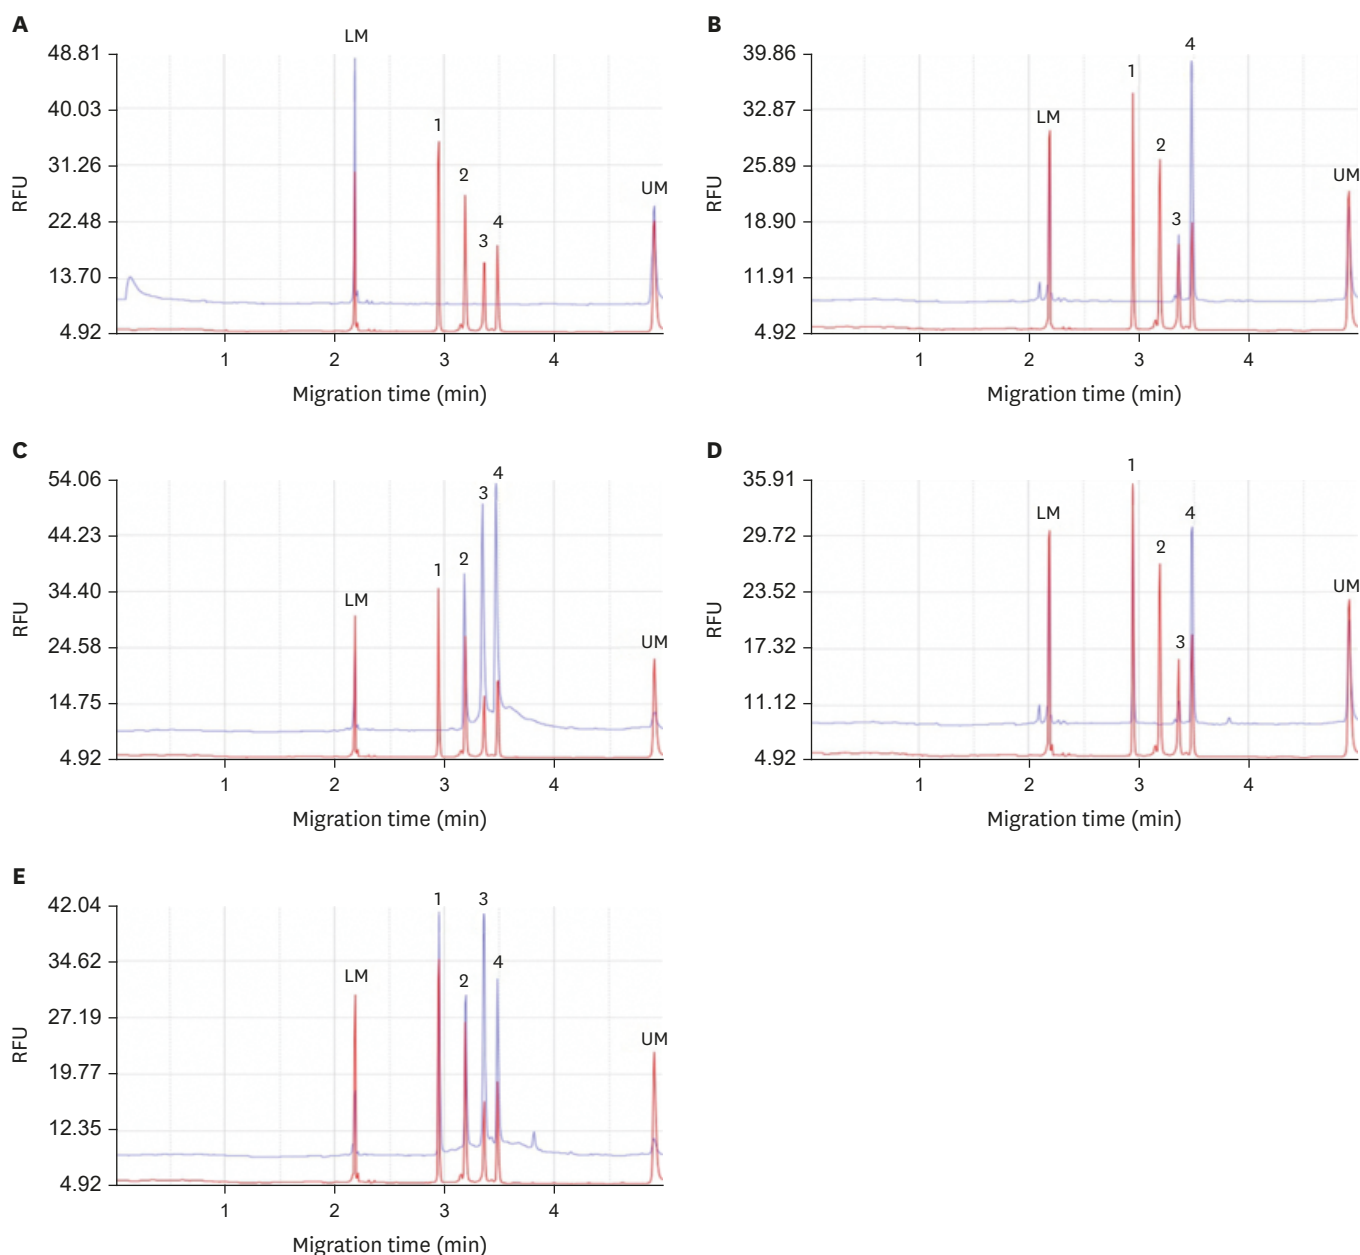 A
48.81
40.03
31.26
22.48
13.70
4.92
RFU
LM
1
2
3
4
UM
1 2 3 4
Migration time (min)
B
39.86
32.87
25.89
18.90
11.91
4.92
RFU
LM
1
2
3
4
UM
1 2 3 4
Migration time (min)
C
54.06
44.23
34.40
24.58
14.75
4.92
RFU
LM
1
2
3
4
UM
1 2 3 4
Migration time (min)
D
35.91
29.72
23.52
17.32
11.12
4.92
RFU
LM
1
2
3
4
UM
1 2 3 4
Migration time (min)
E
42.04
34.62
27.19
19.77
12.35
4.92
RFU
LM
1
2
3
4
UM
1 2 3 4
Migration time (min)